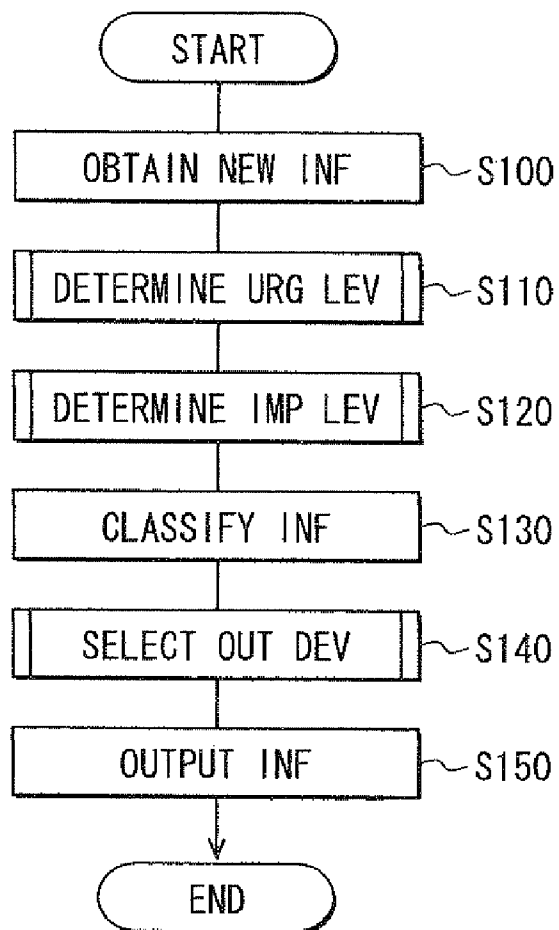 START
OBTAIN NEW INF
S100
DETERMINE URG LEV
S110
DETERMINE IMP LEV
S120
CLASSIFY INF
S130
SELECT OUT DEV
S140
OUTPUT INF
S150
END